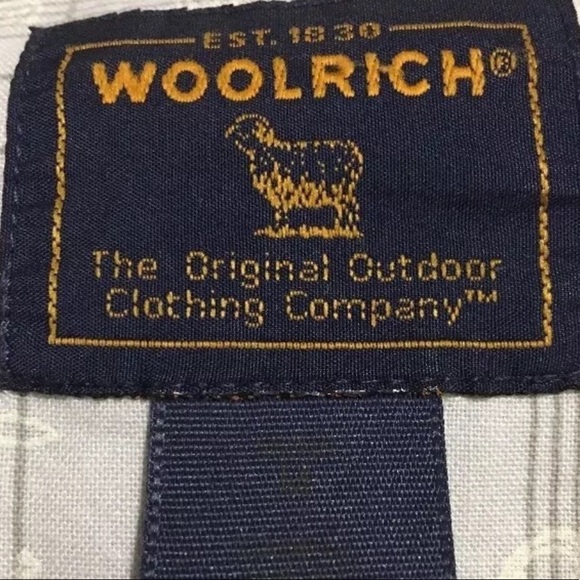 EST. 1830
WOOLRICH®
The Original Outdoor
Clothing Company™